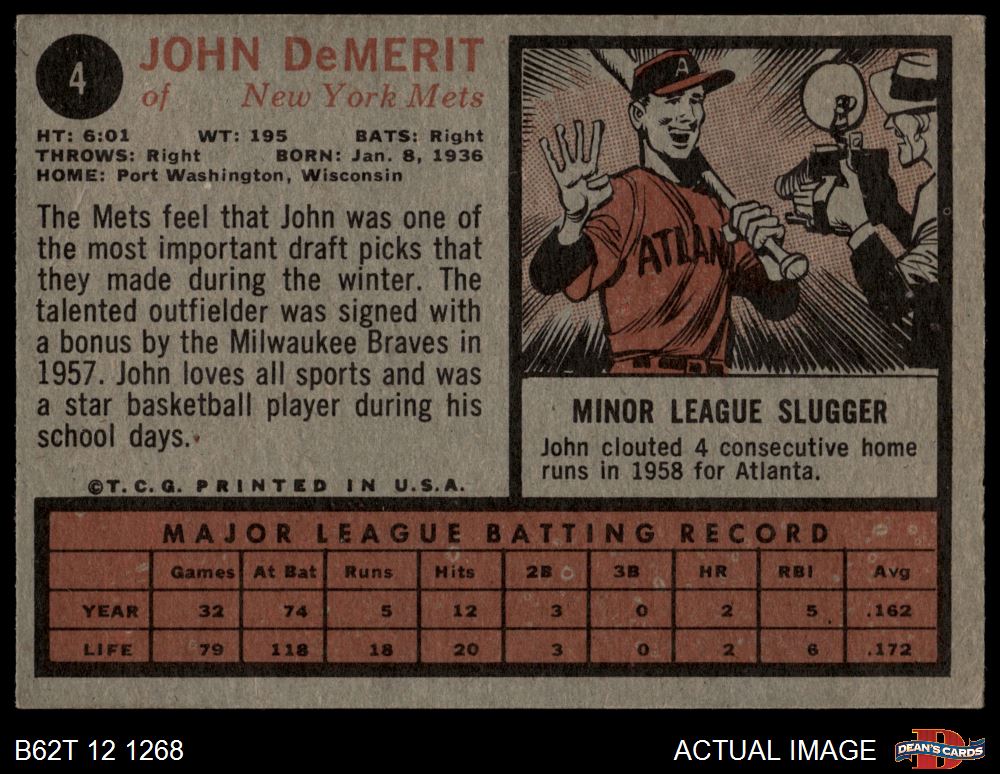 4
JOHN DeMERIT
of New York Mets
HT: 6:01 WT: 195 BATS: Right
THROWS: Right BORN: Jan. 8, 1936
HOME: Port Washington, Wisconsin
The Mets feel that John was one of
the most important draft picks that
they made during the winter. The
talented outfielder was signed with
a bonus by the Milwaukee Braves in
1957. John loves all sports and was
a star basketball player during his
school days.
©T.C.G. PRINTED IN U.S.A.
A
ATLAN
MINOR LEAGUE SLUGGER
John clouted 4 consecutive home
runs in 1958 for Atlanta.
MAJOR LEAGUE BATTING RECORD
Games At Bat Runs Hits 2B 3B HR RBI Avg
YEAR 32 74 5 12 3 0 2 5 .162
LIFE 79 118 18 20 3 0 2 6 .172
B62T 12 1268
ACTUAL IMAGE
D
DEAN'S CARDS